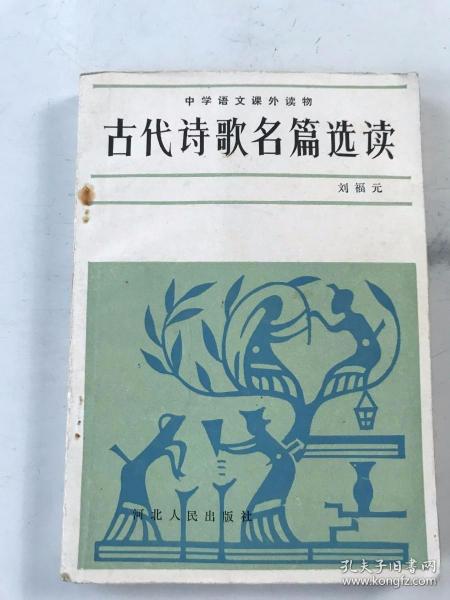 中学语文课外读物
古代诗歌名篇选读
刘福元
河北人民出版社
孔夫子旧书网
www.kongfz.com